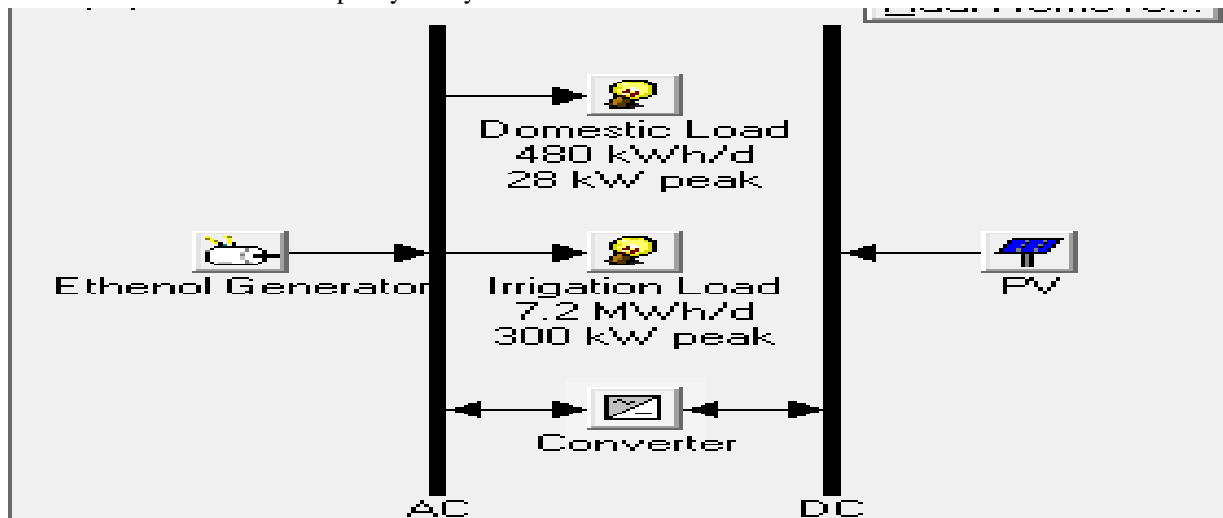 Domestic Load
480 kWh/d
28 kW peak
Ethenol Generator
Irrigation Load
7.2 MWh/d
300 kW peak
PV
Converter
AC
DC